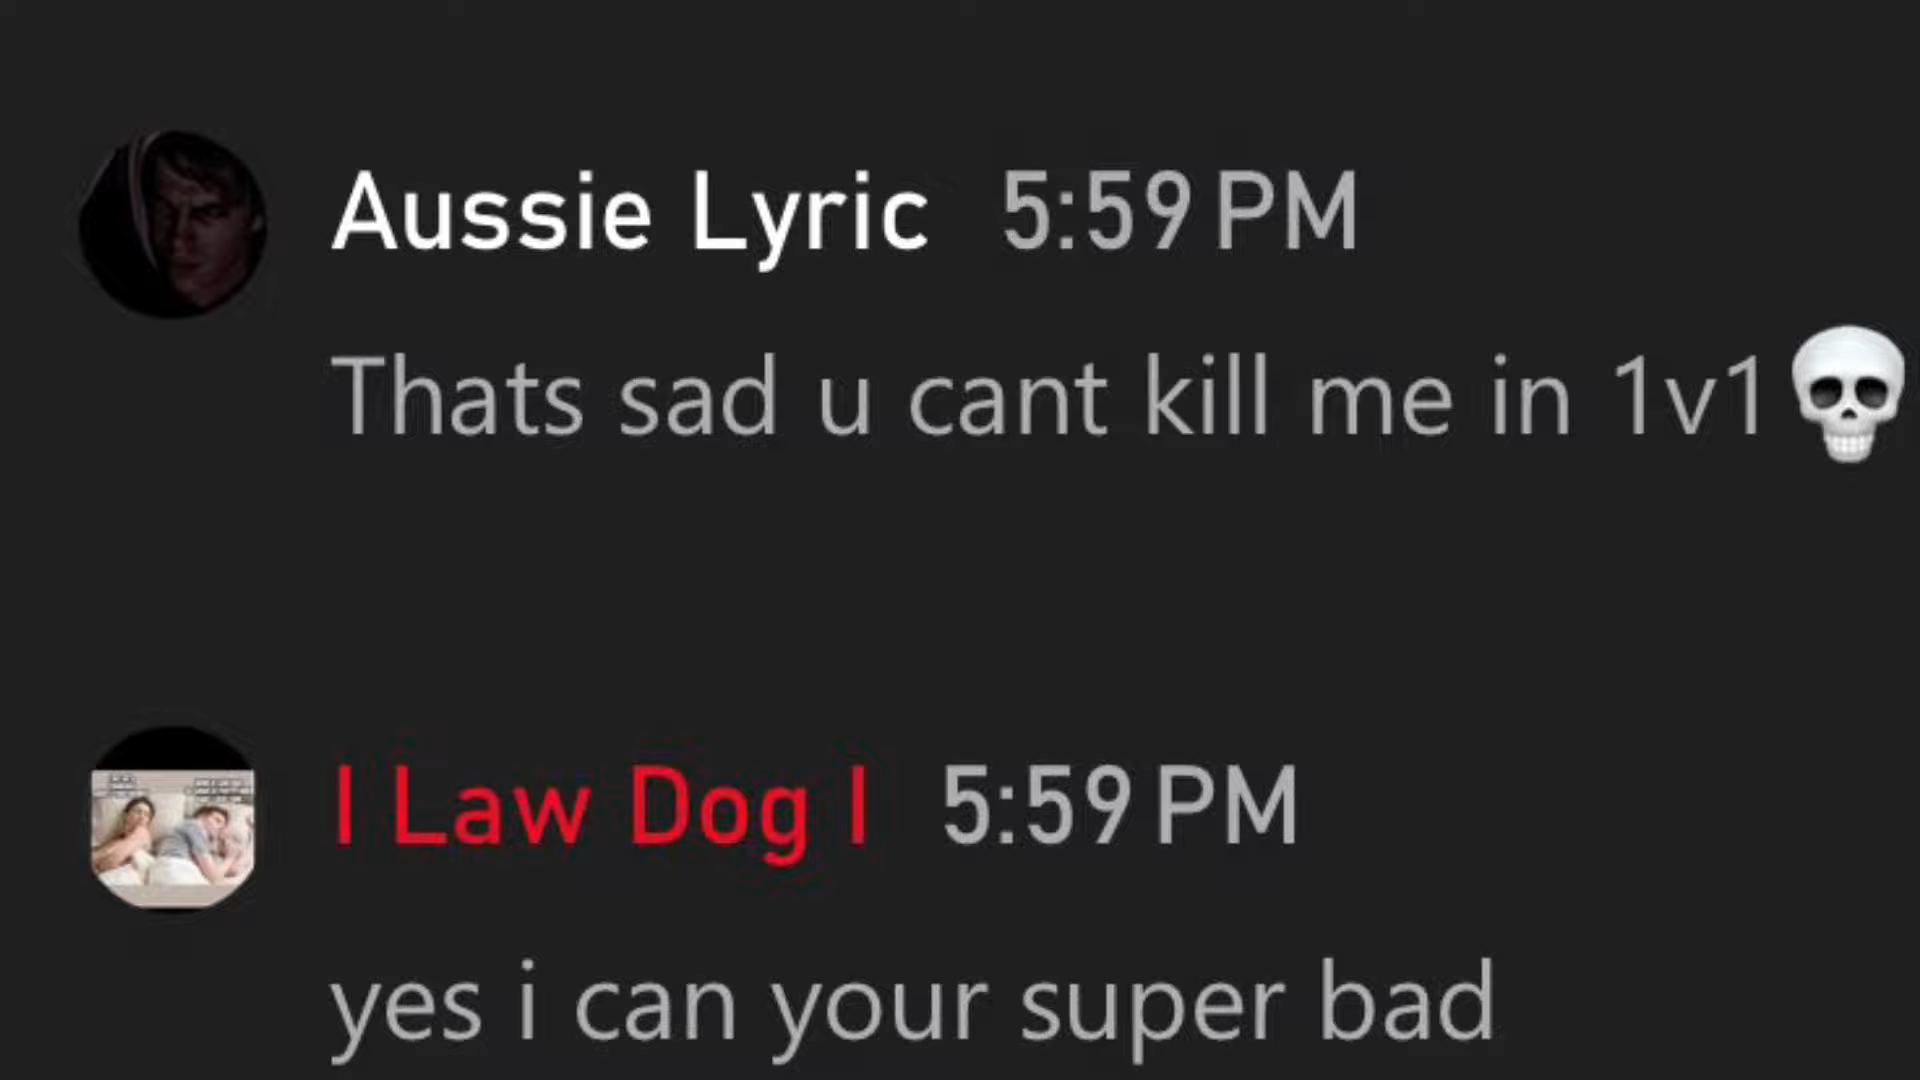 Aussie Lyric 5:59 PM
Thats sad u cant kill me in 1v1💀
I Law Dog I 5:59 PM
yes i can your super bad